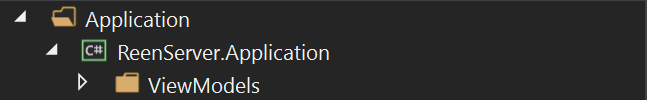 Application
C# ReenServer.Application
ViewModels